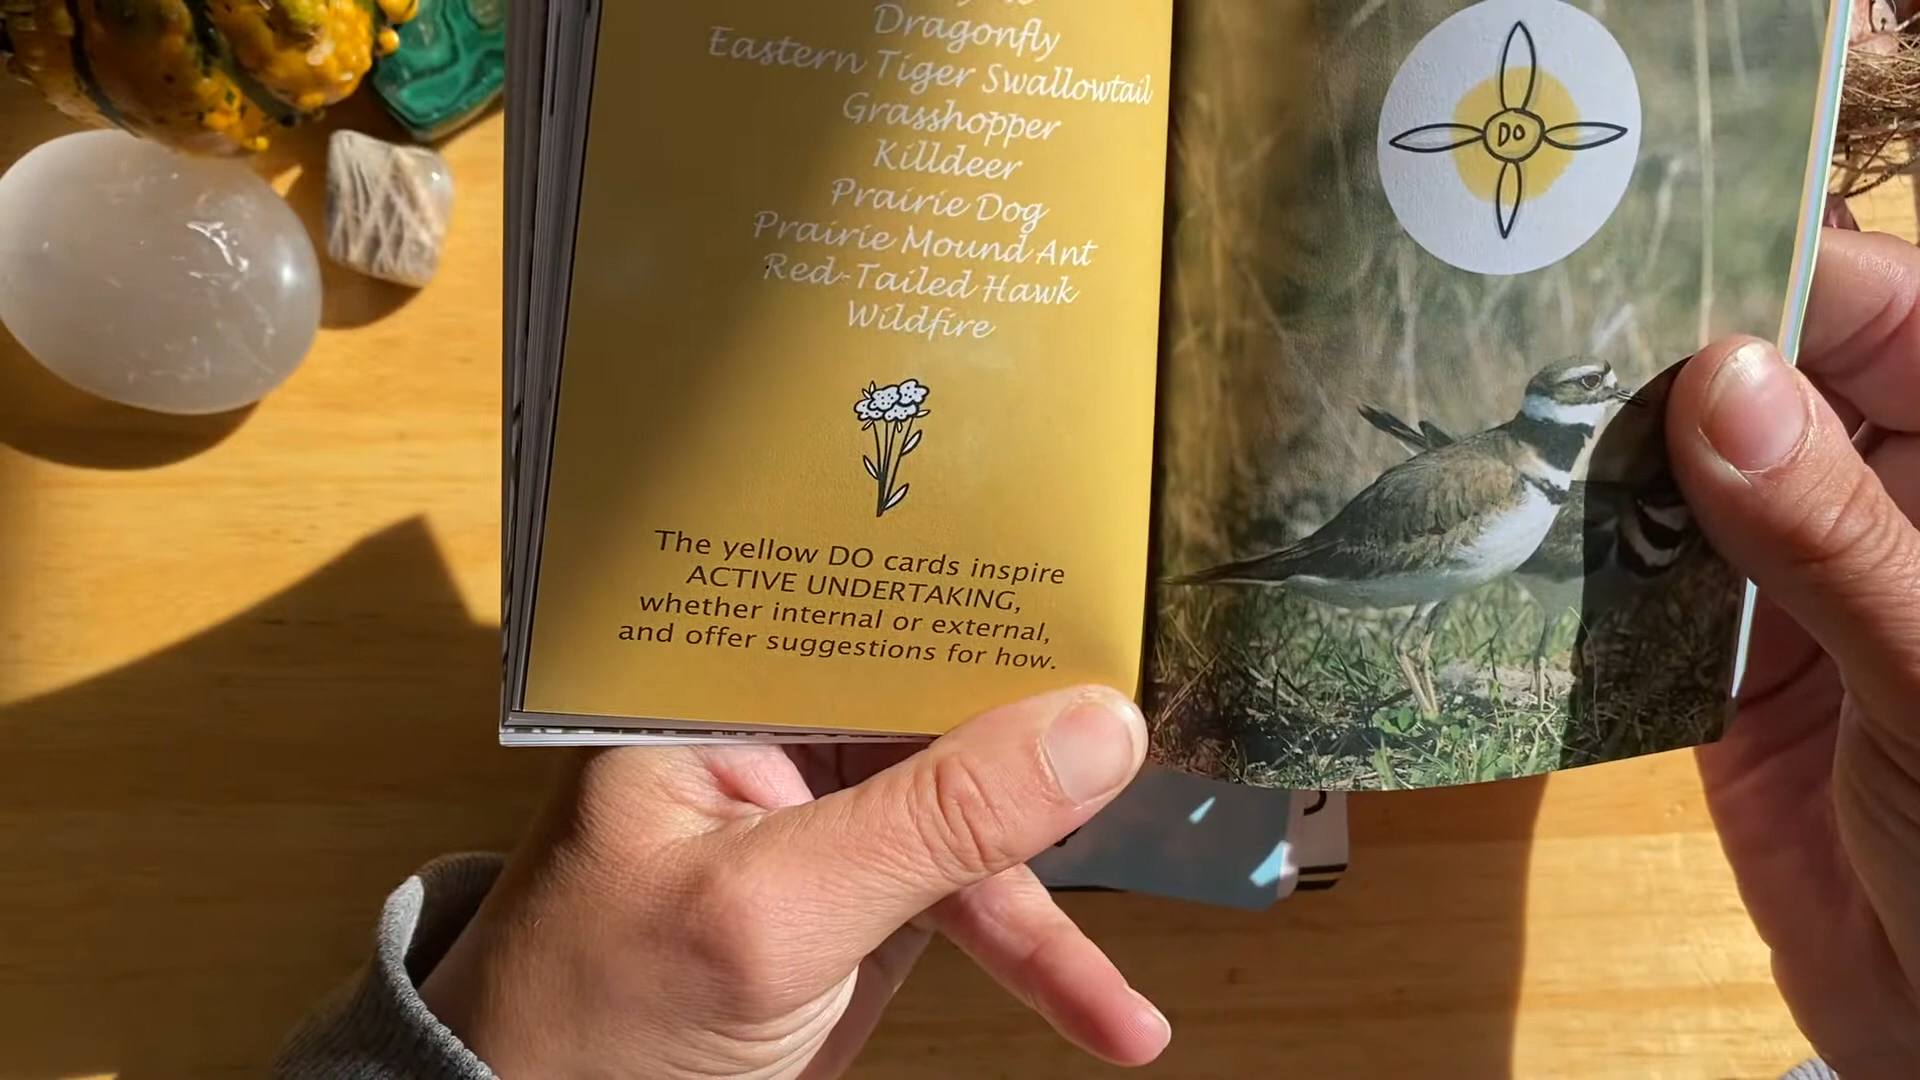 Dragonfly
Eastern Tiger Swallowtail
Grasshopper
Killdeer
Prairie Dog
Prairie Mound Ant
Red-Tailed Hawk
Wildfire
The yellow DO cards inspire
ACTIVE UNDERTAKING,
whether internal or external,
and offer suggestions for how.
DO